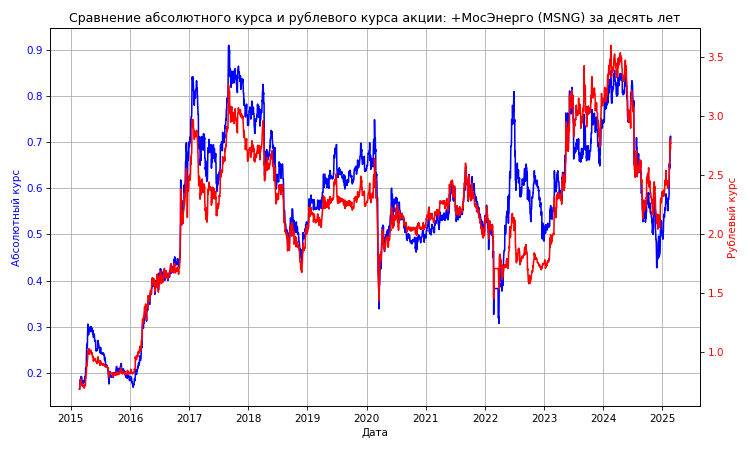 Сравнение абсолютного курса и рублевого курса акции: +МосЭнерго (MSNG) за десять лет
0.9
0.8
0.7
0.6
0.5
0.4
0.3
0.2
Абсолютный курс
3.5
3.0
2.5
2.0
1.5
1.0
Рублевый курс
2015 2016 2017 2018 2019 2020 2021 2022 2023 2024 2025
Дата